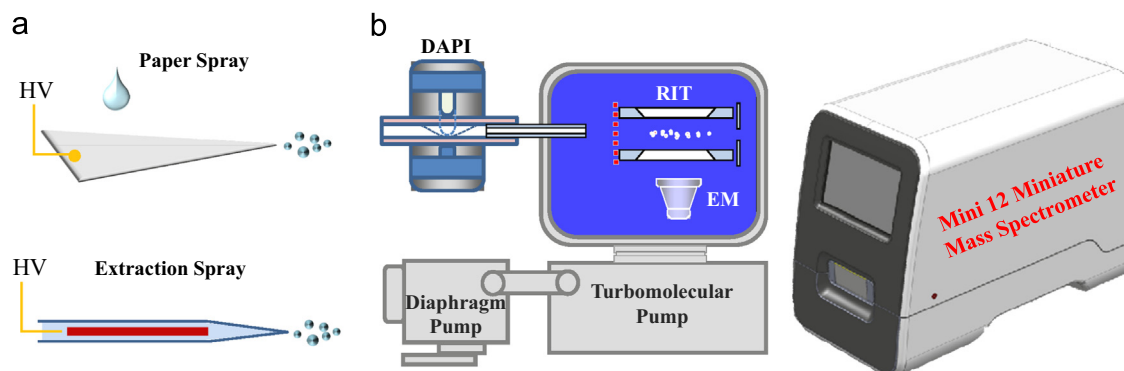 a
Paper Spray
HV
Extraction Spray
HV
b
DAPI
RIT
EM
Diaphragm
Pump
Turbomolecular
Pump
Mini 12 Miniature
Mass Spectrometer